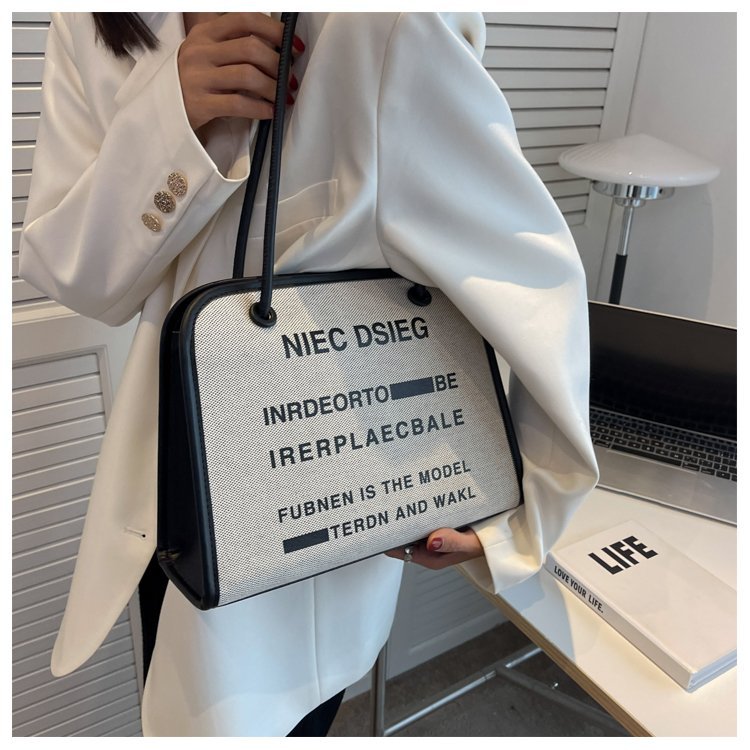 NIEC DSIEG
INRDEORTO BE
IRERPLAECBALE
FUBNEN IS THE MODEL
TERDN AND WAKL
LIFE
LOVE YOUR LIFE.